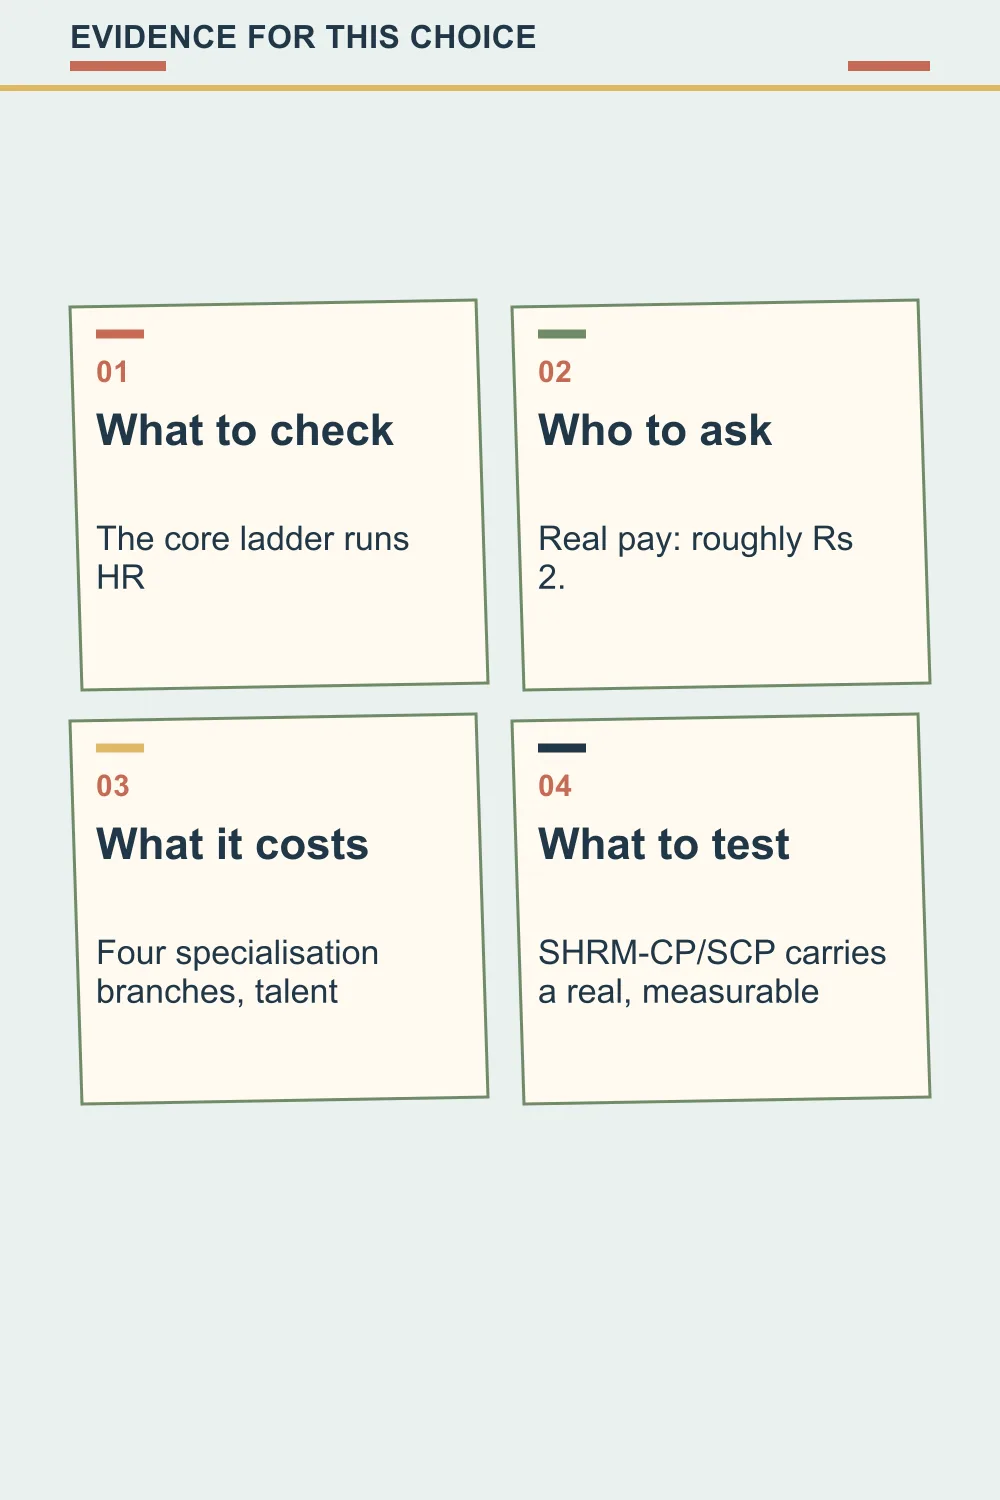 EVIDENCE FOR THIS CHOICE
01
What to check
The core ladder runs
HR
02
Who to ask
Real pay: roughly Rs
2.
03
What it costs
Four specialisation
branches, talent
04
What to test
SHRM-CP/SCP carries
a real, measurable